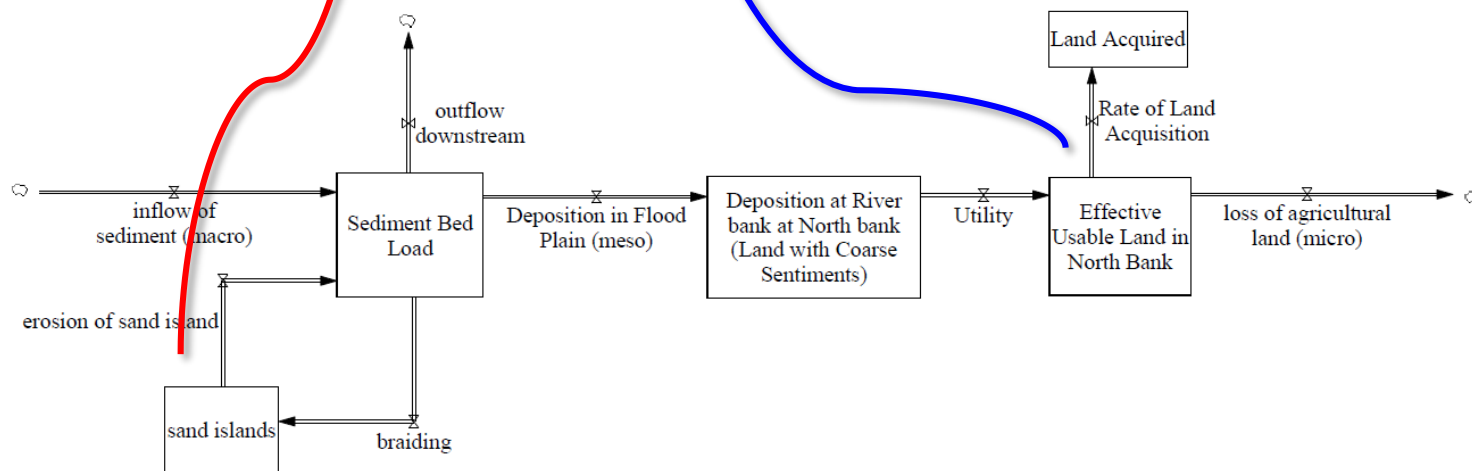 Land Acquired
outflow
downstream
Rate of Land
Acquisition
inflow of
sediment (macro)
Sediment Bed
Load
Deposition in Flood
Plain (meso)
Deposition at River
bank at North bank
(Land with Coarse
Sentiments)
Utility
Effective
Usable Land in
North Bank
loss of agricultural
land (micro)
erosion of sand island
sand islands
braiding